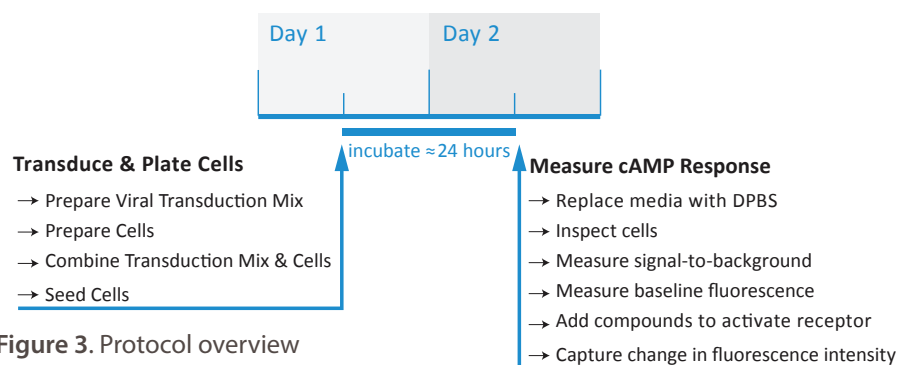 Day 1
Day 2
incubate ≈24 hours
Transduce & Plate Cells
→ Prepare Viral Transduction Mix
→ Prepare Cells
→ Combine Transduction Mix & Cells
→ Seed Cells
Measure cAMP Response
→ Replace media with DPBS
→ Inspect cells
→ Measure signal-to-background
→ Measure baseline fluorescence
→ Add compounds to activate receptor
→ Capture change in fluorescence intensity
Figure 3. Protocol overview